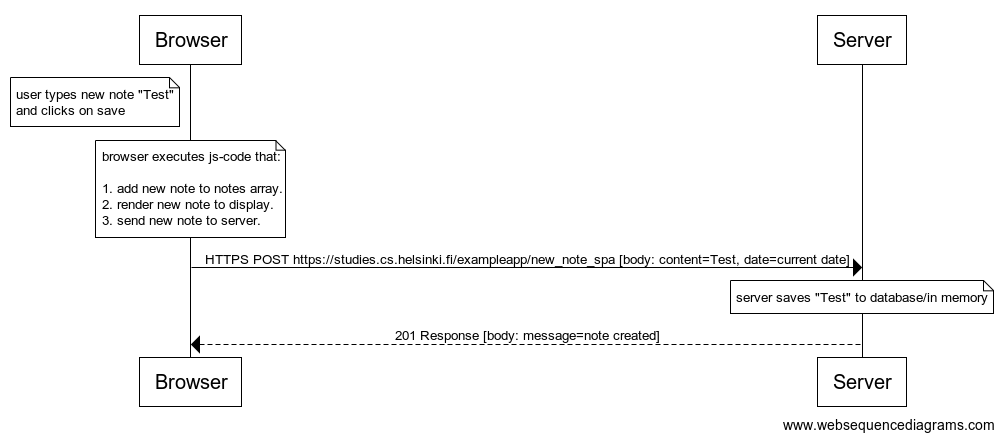 Browser
Server
user types new note "Test"
and clicks on save
browser executes js-code that:
1. add new note to notes array.
2. render new note to display.
3. send new note to server.
HTTPS POST https://studies.cs.helsinki.fi/exampleapp/new_note_spa [body: content=Test, date=current date]
server saves "Test" to database/in memory
201 Response [body: message=note created]
Browser
Server
www.websequencediagrams.com